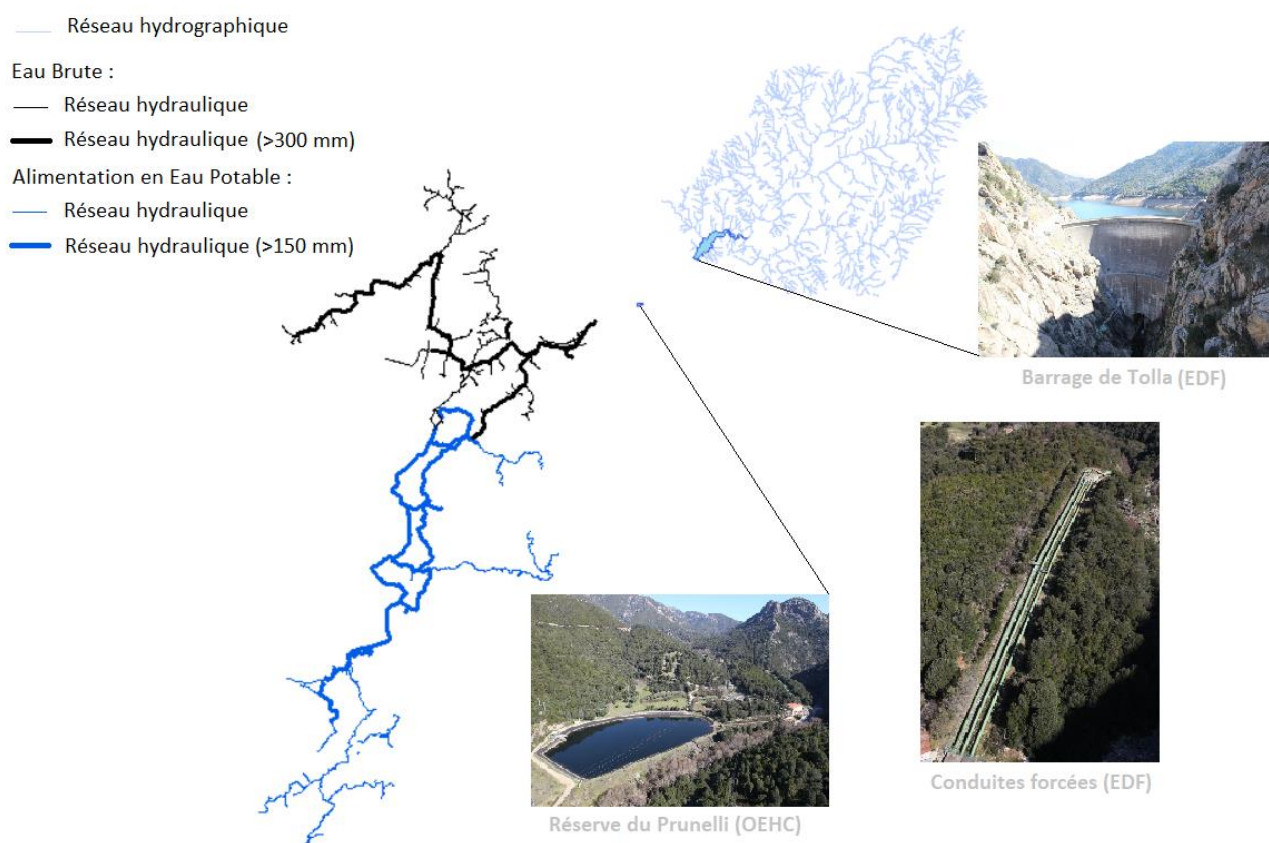 Réseau hydrographique
Eau Brute :
Réseau hydraulique
Réseau hydraulique (>300 mm)
Alimentation en Eau Potable :
Réseau hydraulique
Réseau hydraulique (>150 mm)
Barrage de Tolla (EDF)
Conduites forcées (EDF)
Réserve du Prunelli (OEHC)